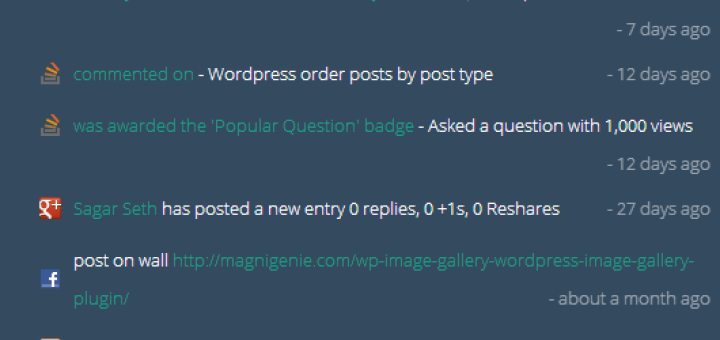 - 7 days ago
commented on - Wordpress order posts by post type - 12 days ago
was awarded the 'Popular Question' badge - Asked a question with 1,000 views
- 12 days ago
g+ Sagar Seth has posted a new entry 0 replies, 0 +1s, 0 Reshares - 27 days ago
f post on wall http://magnigenie.com/wp-image-gallery-wordpress-image-gallery-
plugin/ - about a month ago